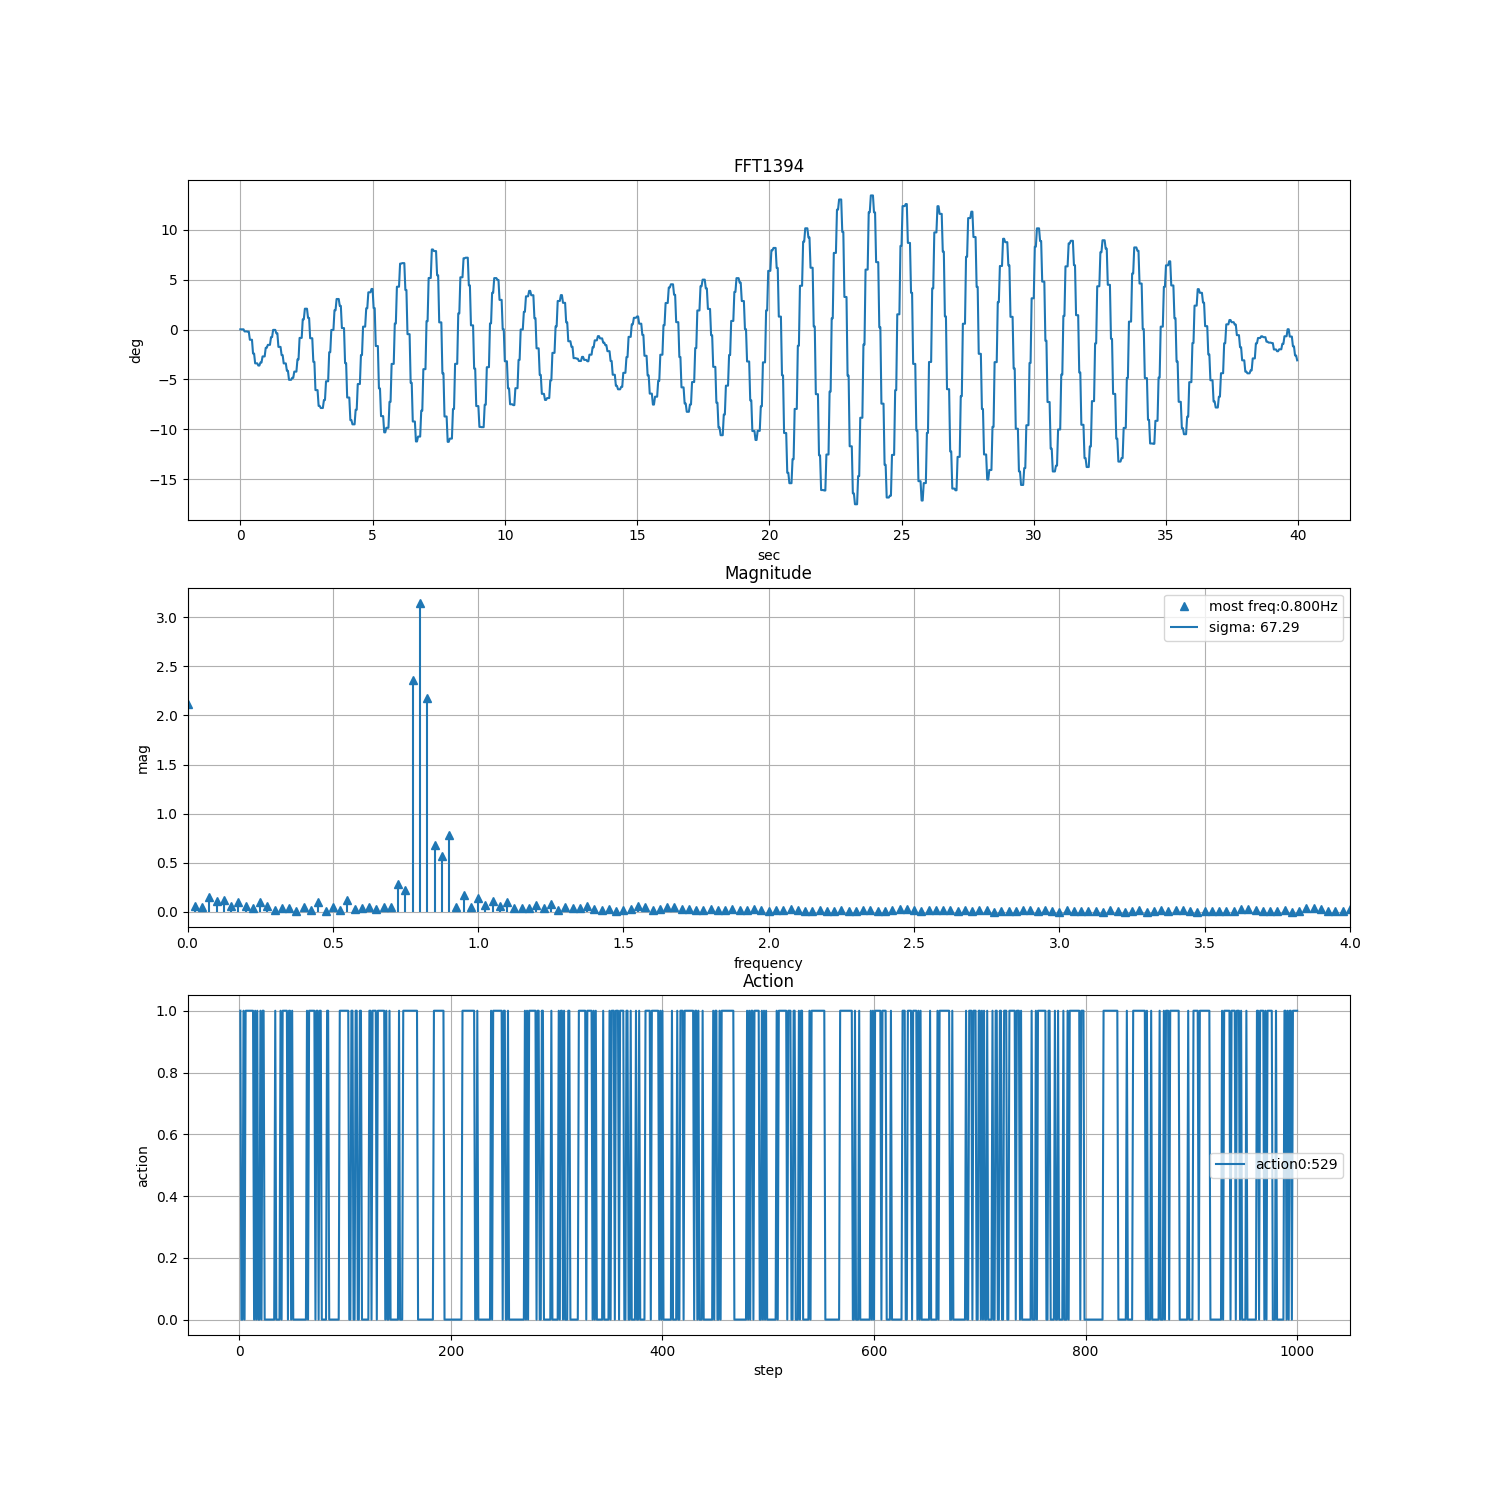 FFT1394
deg
10
5
0
−5
−10
−15
0 5 10 15 20 25 30 35 40
sec
Magnitude
most freq:0.800Hz
sigma: 67.29
mag
3.0
2.5
2.0
1.5
1.0
0.5
0.0
0.0 0.5 1.0 1.5 2.0 2.5 3.0 3.5 4.0
frequency
Action
action
1.0
0.8
0.6
0.4
0.2
0.0
action0:529
0 200 400 600 800 1000
step